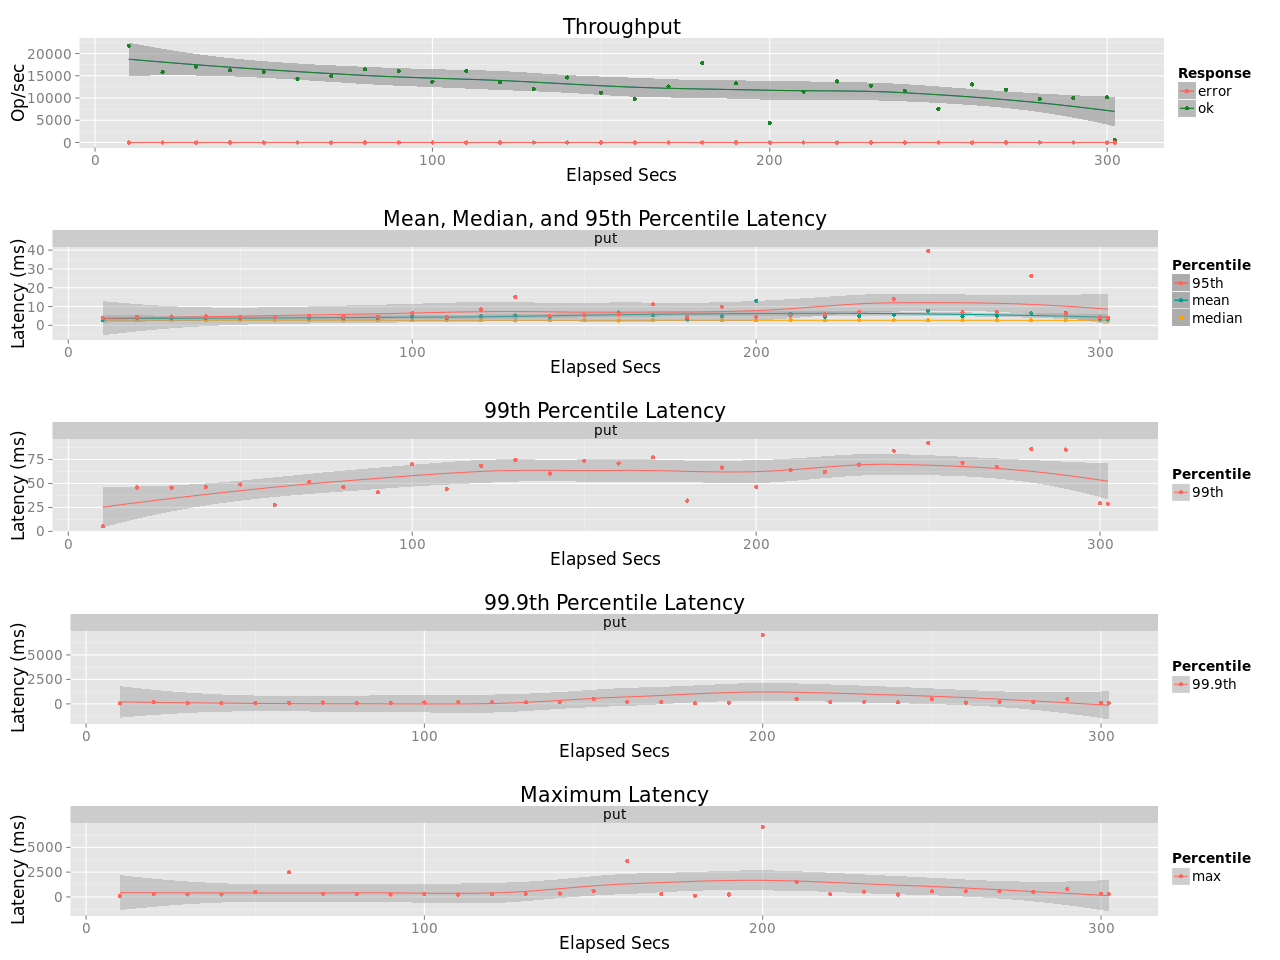 Throughput
Op/sec
20000
15000
10000
5000
0
0 100 200 300
Elapsed Secs
Response
error
ok
Mean, Median, and 95th Percentile Latency
put
Latency (ms)
40
30
20
10
0
0 100 200 300
Elapsed Secs
Percentile
95th
mean
median
99th Percentile Latency
put
Latency (ms)
75
50
25
0
0 100 200 300
Elapsed Secs
Percentile
99th
99.9th Percentile Latency
put
Latency (ms)
5000
2500
0
0 100 200 300
Elapsed Secs
Percentile
99.9th
Maximum Latency
put
Latency (ms)
5000
2500
0
0 100 200 300
Elapsed Secs
Percentile
max